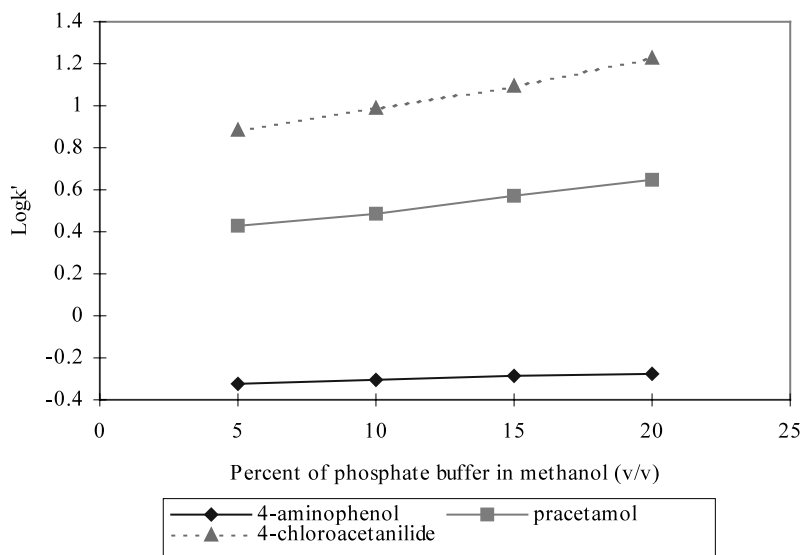 1.4
1.2
1
0.8
0.6
0.4
0.2
0
-0.2
-0.4
Logk'
0 5 10 15 20 25
Percent of phosphate buffer in methanol (v/v)
4-aminophenol pracetamol
4-chloroacetanilide